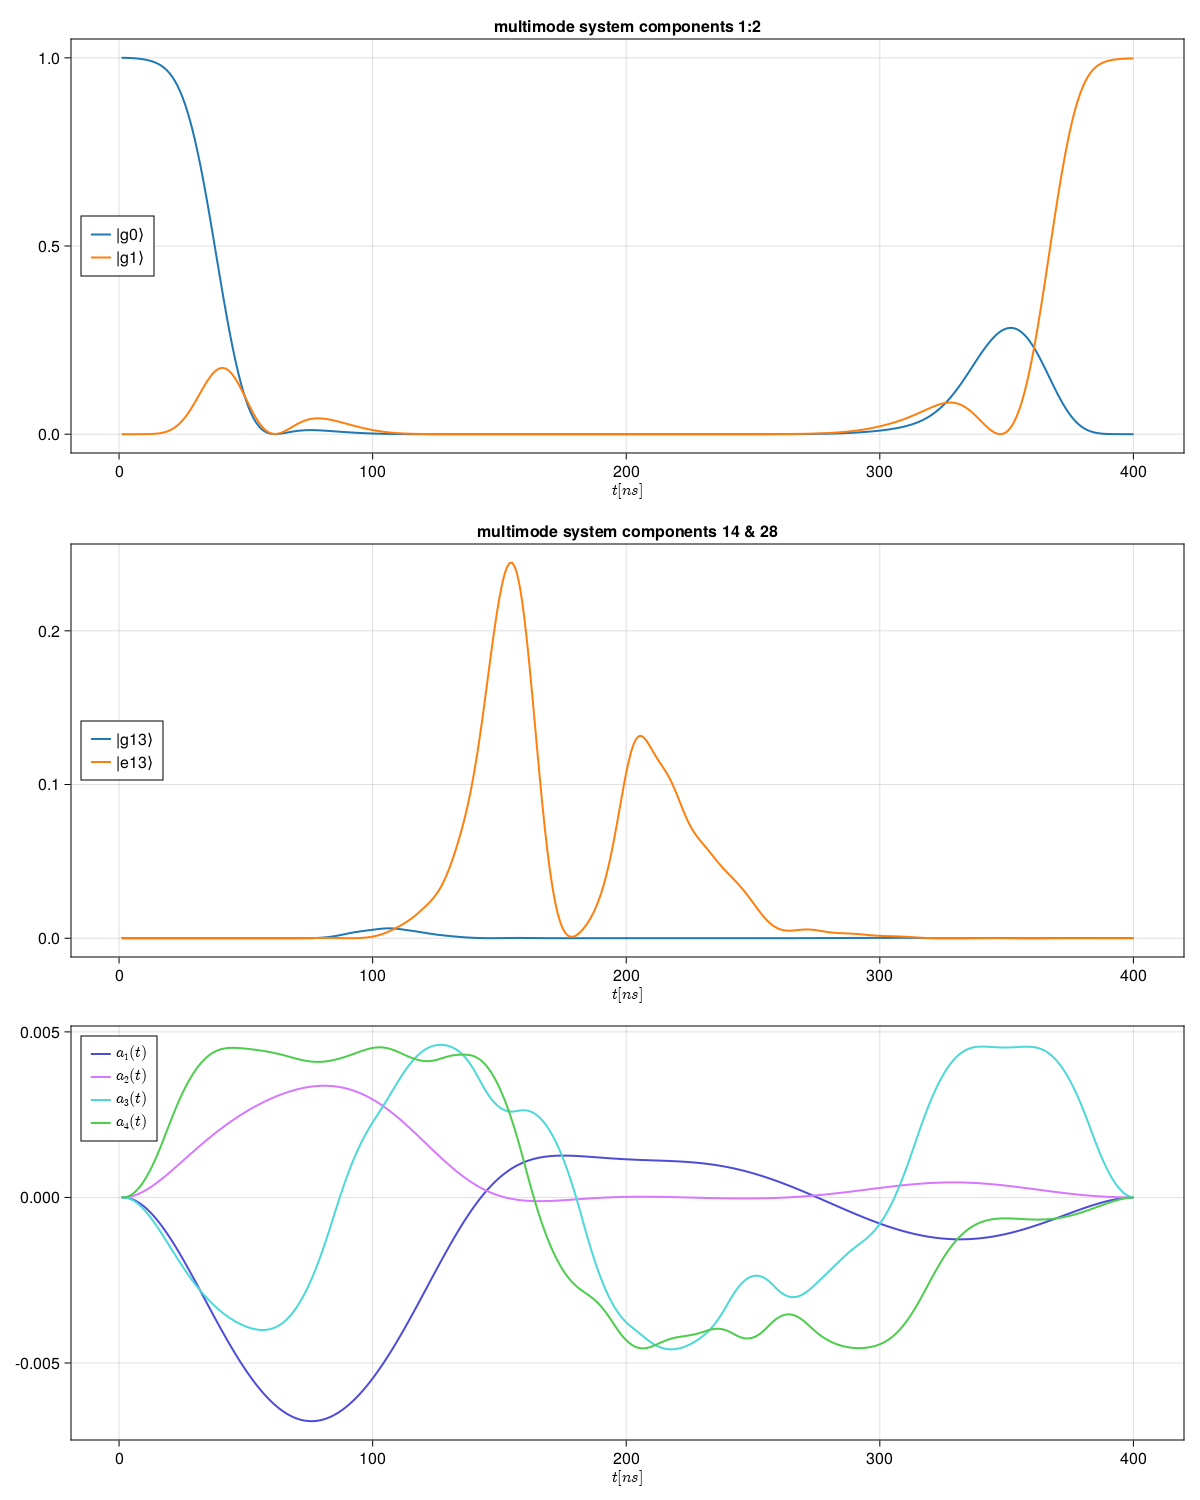 multimode system components 1:2
1.0
0.5
0.0
|g0⟩
|g1⟩
0 100 200 300 400
t[ns]
multimode system components 14 & 28
0.2
0.1
0.0
|g13⟩
|e13⟩
0 100 200 300 400
t[ns]
0.005
0.000
-0.005
a₁(t)
a₂(t)
a₃(t)
a₄(t)
0 100 200 300 400
t[ns]